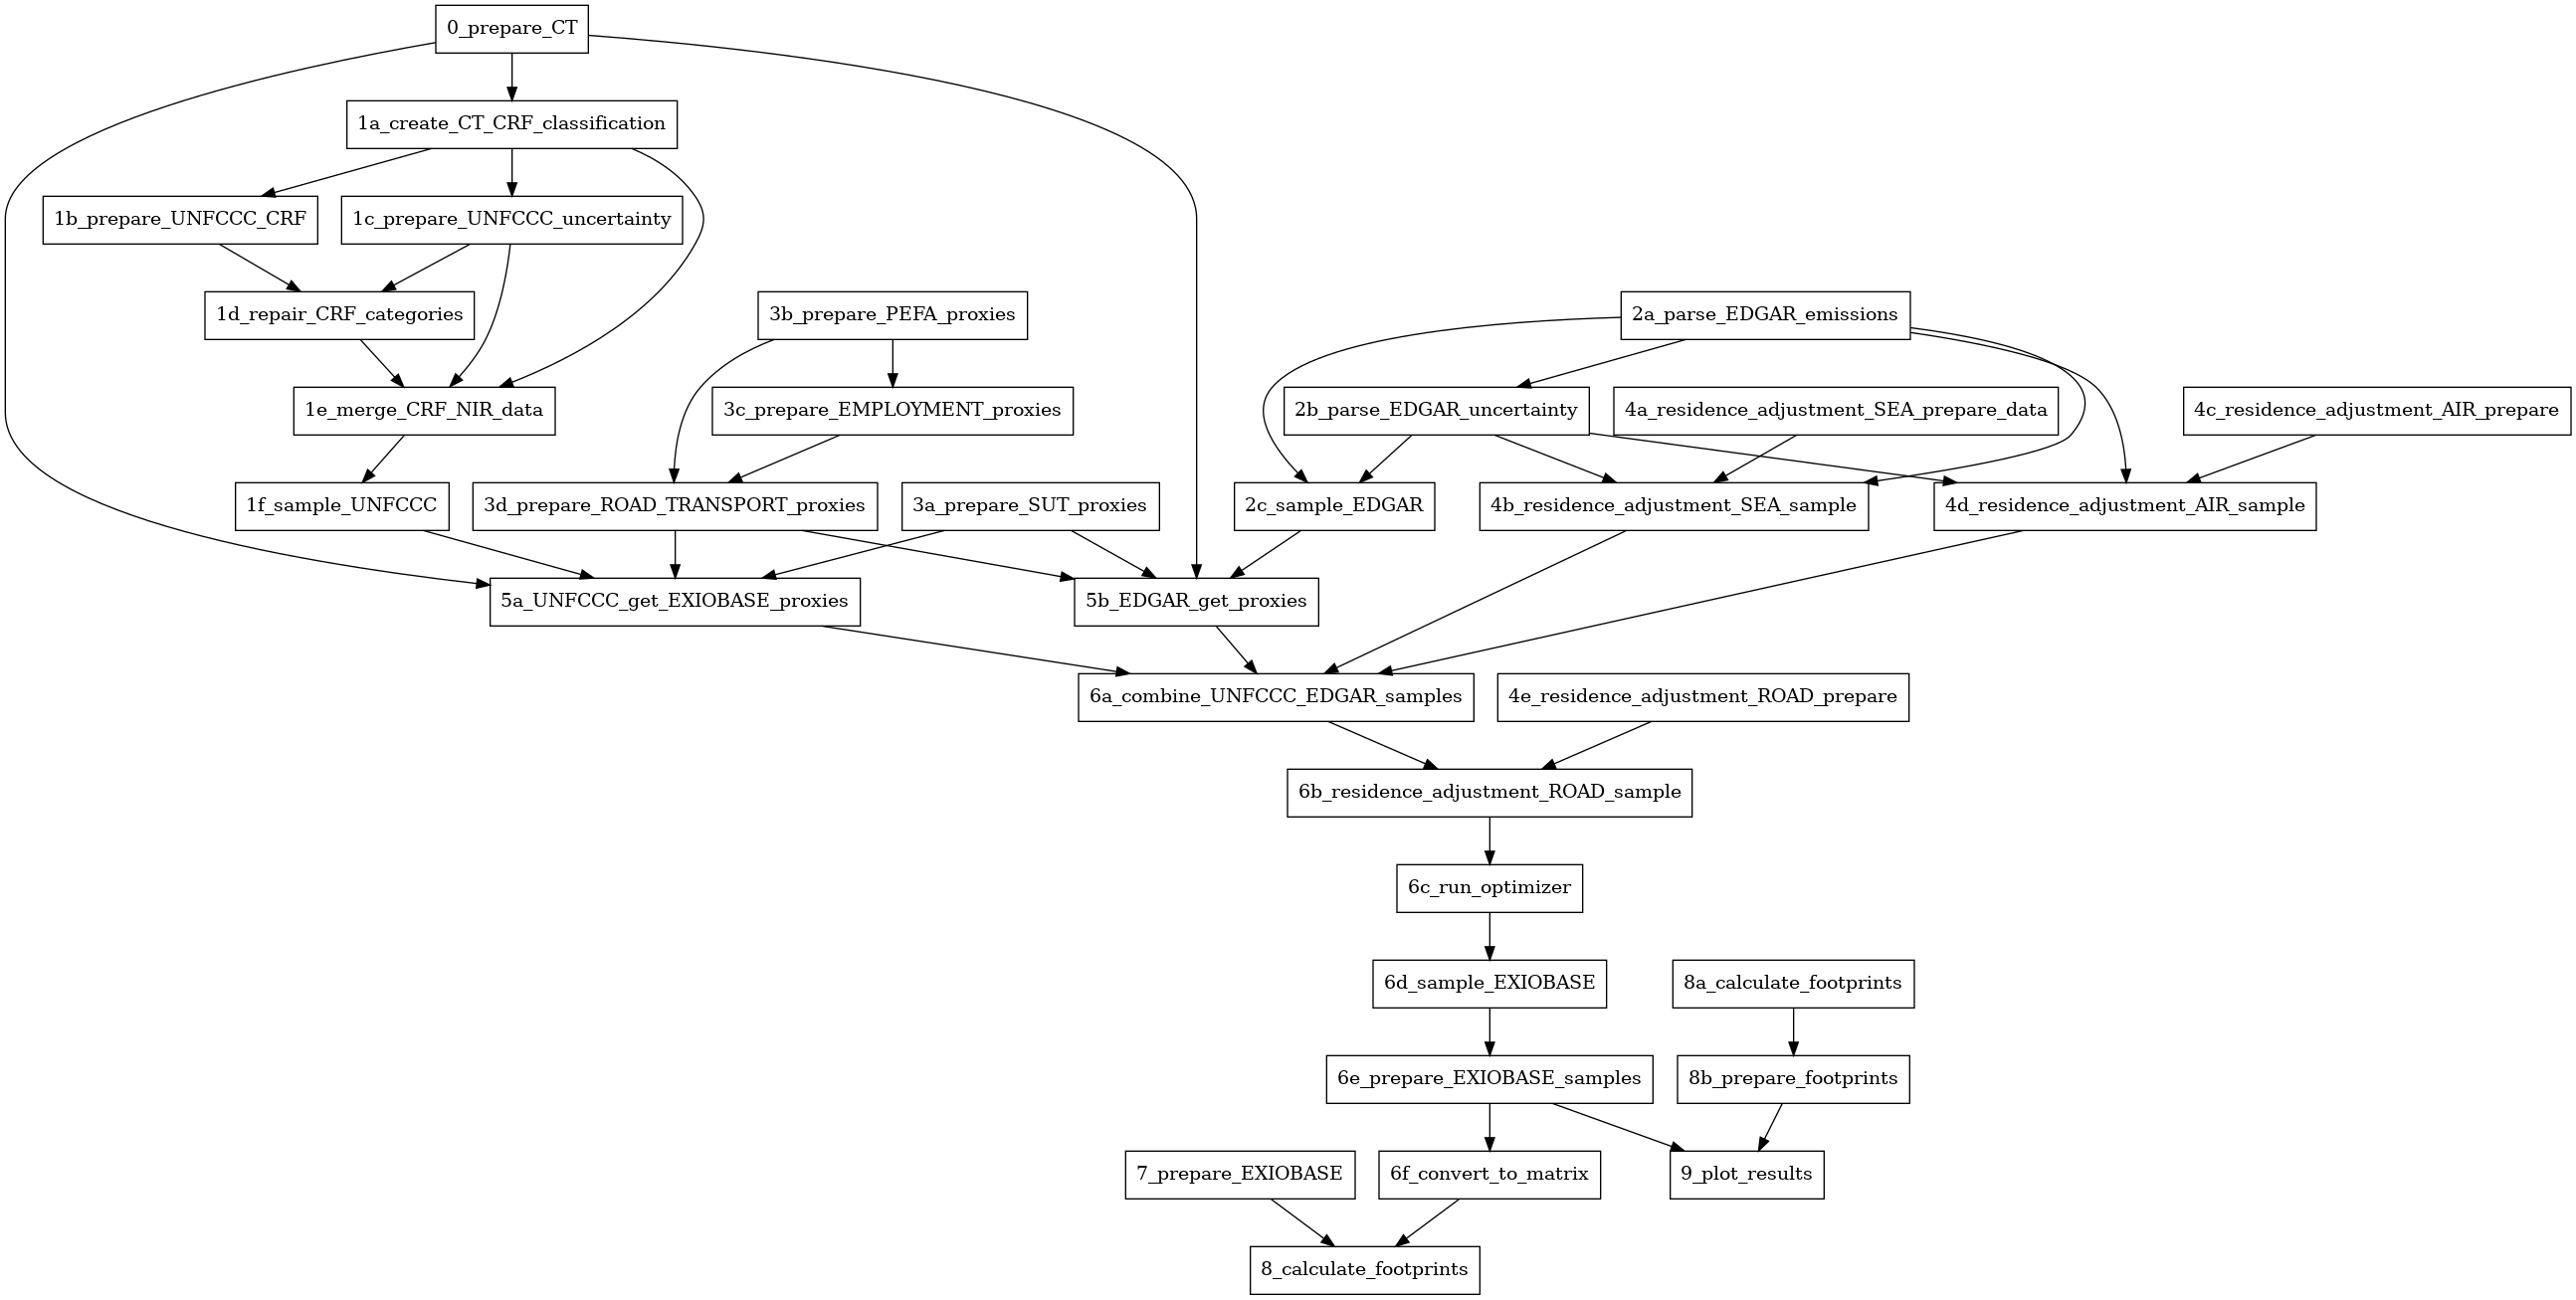 0_prepare_CT
1a_create_CT_CRF_classification
1b_prepare_UNFCCC_CRF
1c_prepare_UNFCCC_uncertainty
1d_repair_CRF_categories
3b_prepare_PEFA_proxies
2a_parse_EDGAR_emissions
1e_merge_CRF_NIR_data
3c_prepare_EMPLOYMENT_proxies
2b_parse_EDGAR_uncertainty
4a_residence_adjustment_SEA_prepare_data
4c_residence_adjustment_AIR_prepare
1f_sample_UNFCCC
3d_prepare_ROAD_TRANSPORT_proxies
3a_prepare_SUT_proxies
2c_sample_EDGAR
4b_residence_adjustment_SEA_sample
4d_residence_adjustment_AIR_sample
5a_UNFCCC_get_EXIOBASE_proxies
5b_EDGAR_get_proxies
6a_combine_UNFCCC_EDGAR_samples
4e_residence_adjustment_ROAD_prepare
6b_residence_adjustment_ROAD_sample
6c_run_optimizer
6d_sample_EXIOBASE
8a_calculate_footprints
6e_prepare_EXIOBASE_samples
8b_prepare_footprints
7_prepare_EXIOBASE
6f_convert_to_matrix
9_plot_results
8_calculate_footprints